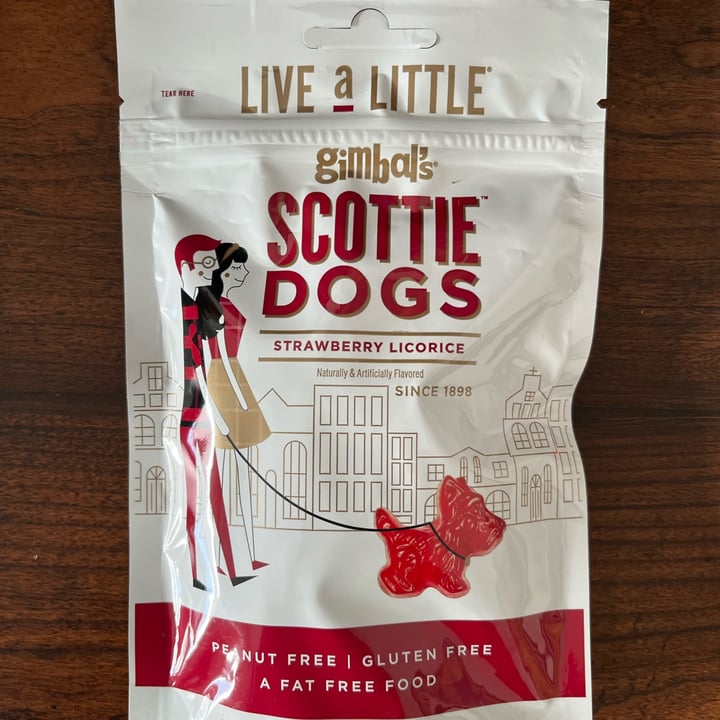 TEAR HERE
LIVE a LITTLE®
gimbal's®
SCOTTIE™
DOGS
STRAWBERRY LICORICE
Naturally & Artificially Flavored
SINCE 1898
PEANUT FREE | GLUTEN FREE
A FAT FREE FOOD